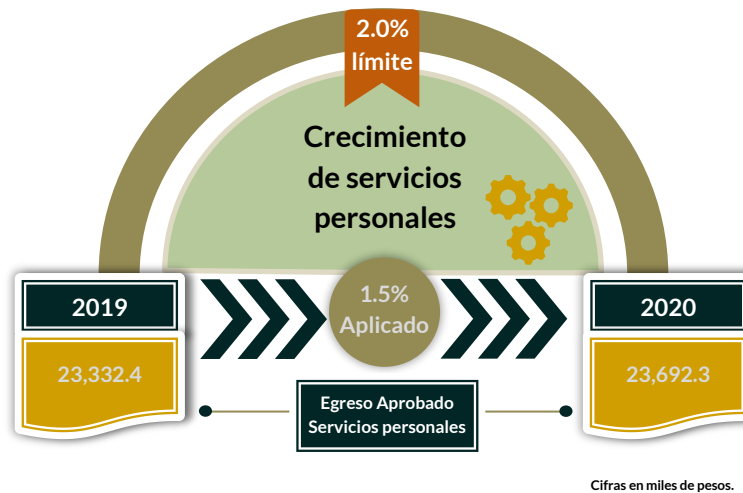 2.0%
límite
Crecimiento
de servicios
personales
2019
1.5%
Aplicado
2020
23,332.4
23,692.3
Egreso Aprobado
Servicios personales
Cifras en miles de pesos.